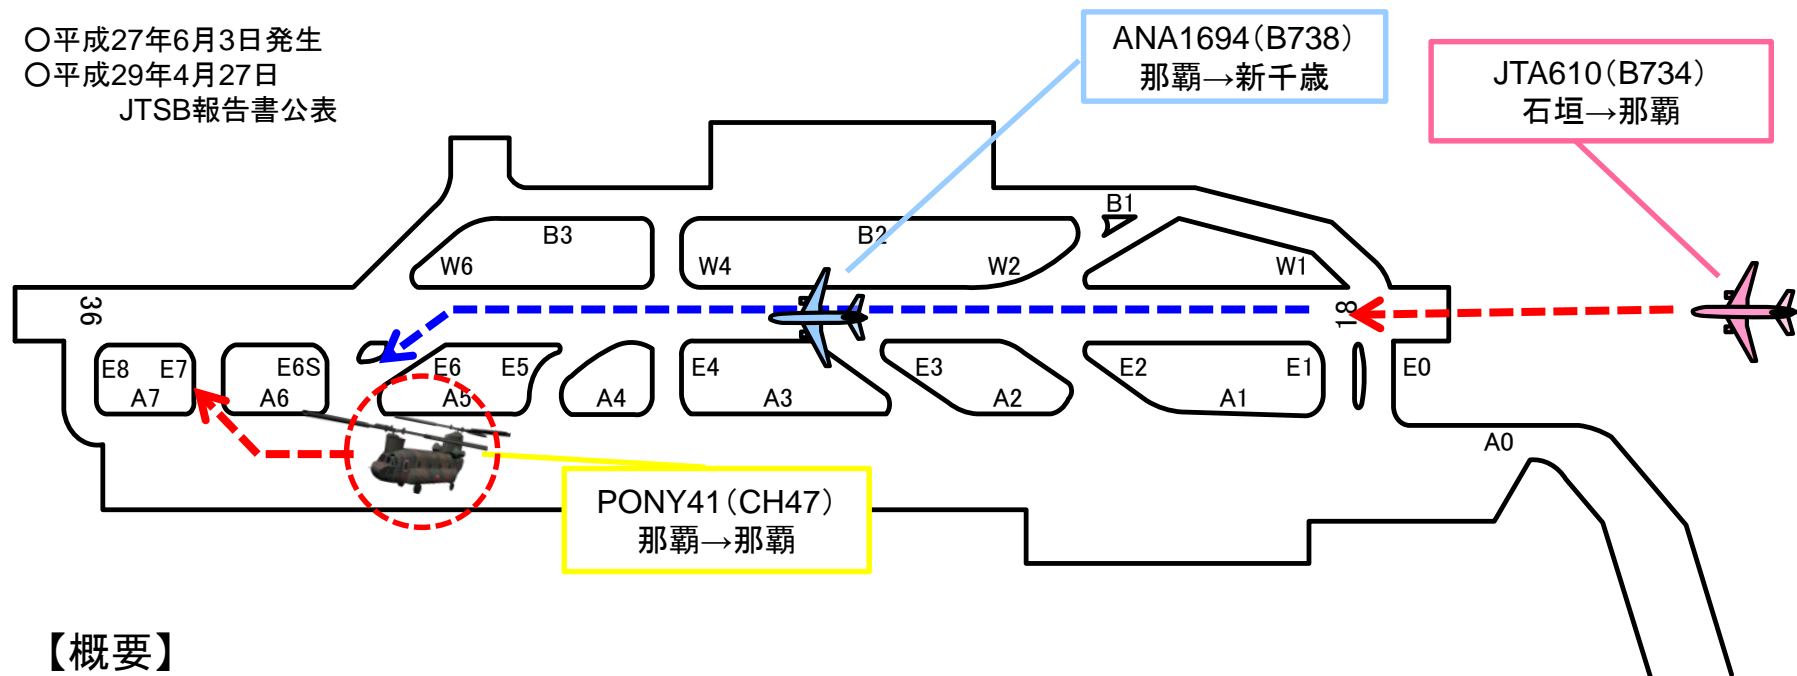 ○平成27年6月3日発生
○平成29年4月27日
JTSB報告書公表
ANA1694(B738)
那覇→新千歳
JTA610(B734)
石垣→那覇
B1
B3
B2
W6
W4
W2
W1
36
18
E8
E7
E6S
E6
E5
E4
E3
E2
E1
E0
A7
A6
A5
A4
A3
A2
A1
A0
PONY41(CH47)
那覇→那覇
【概要】